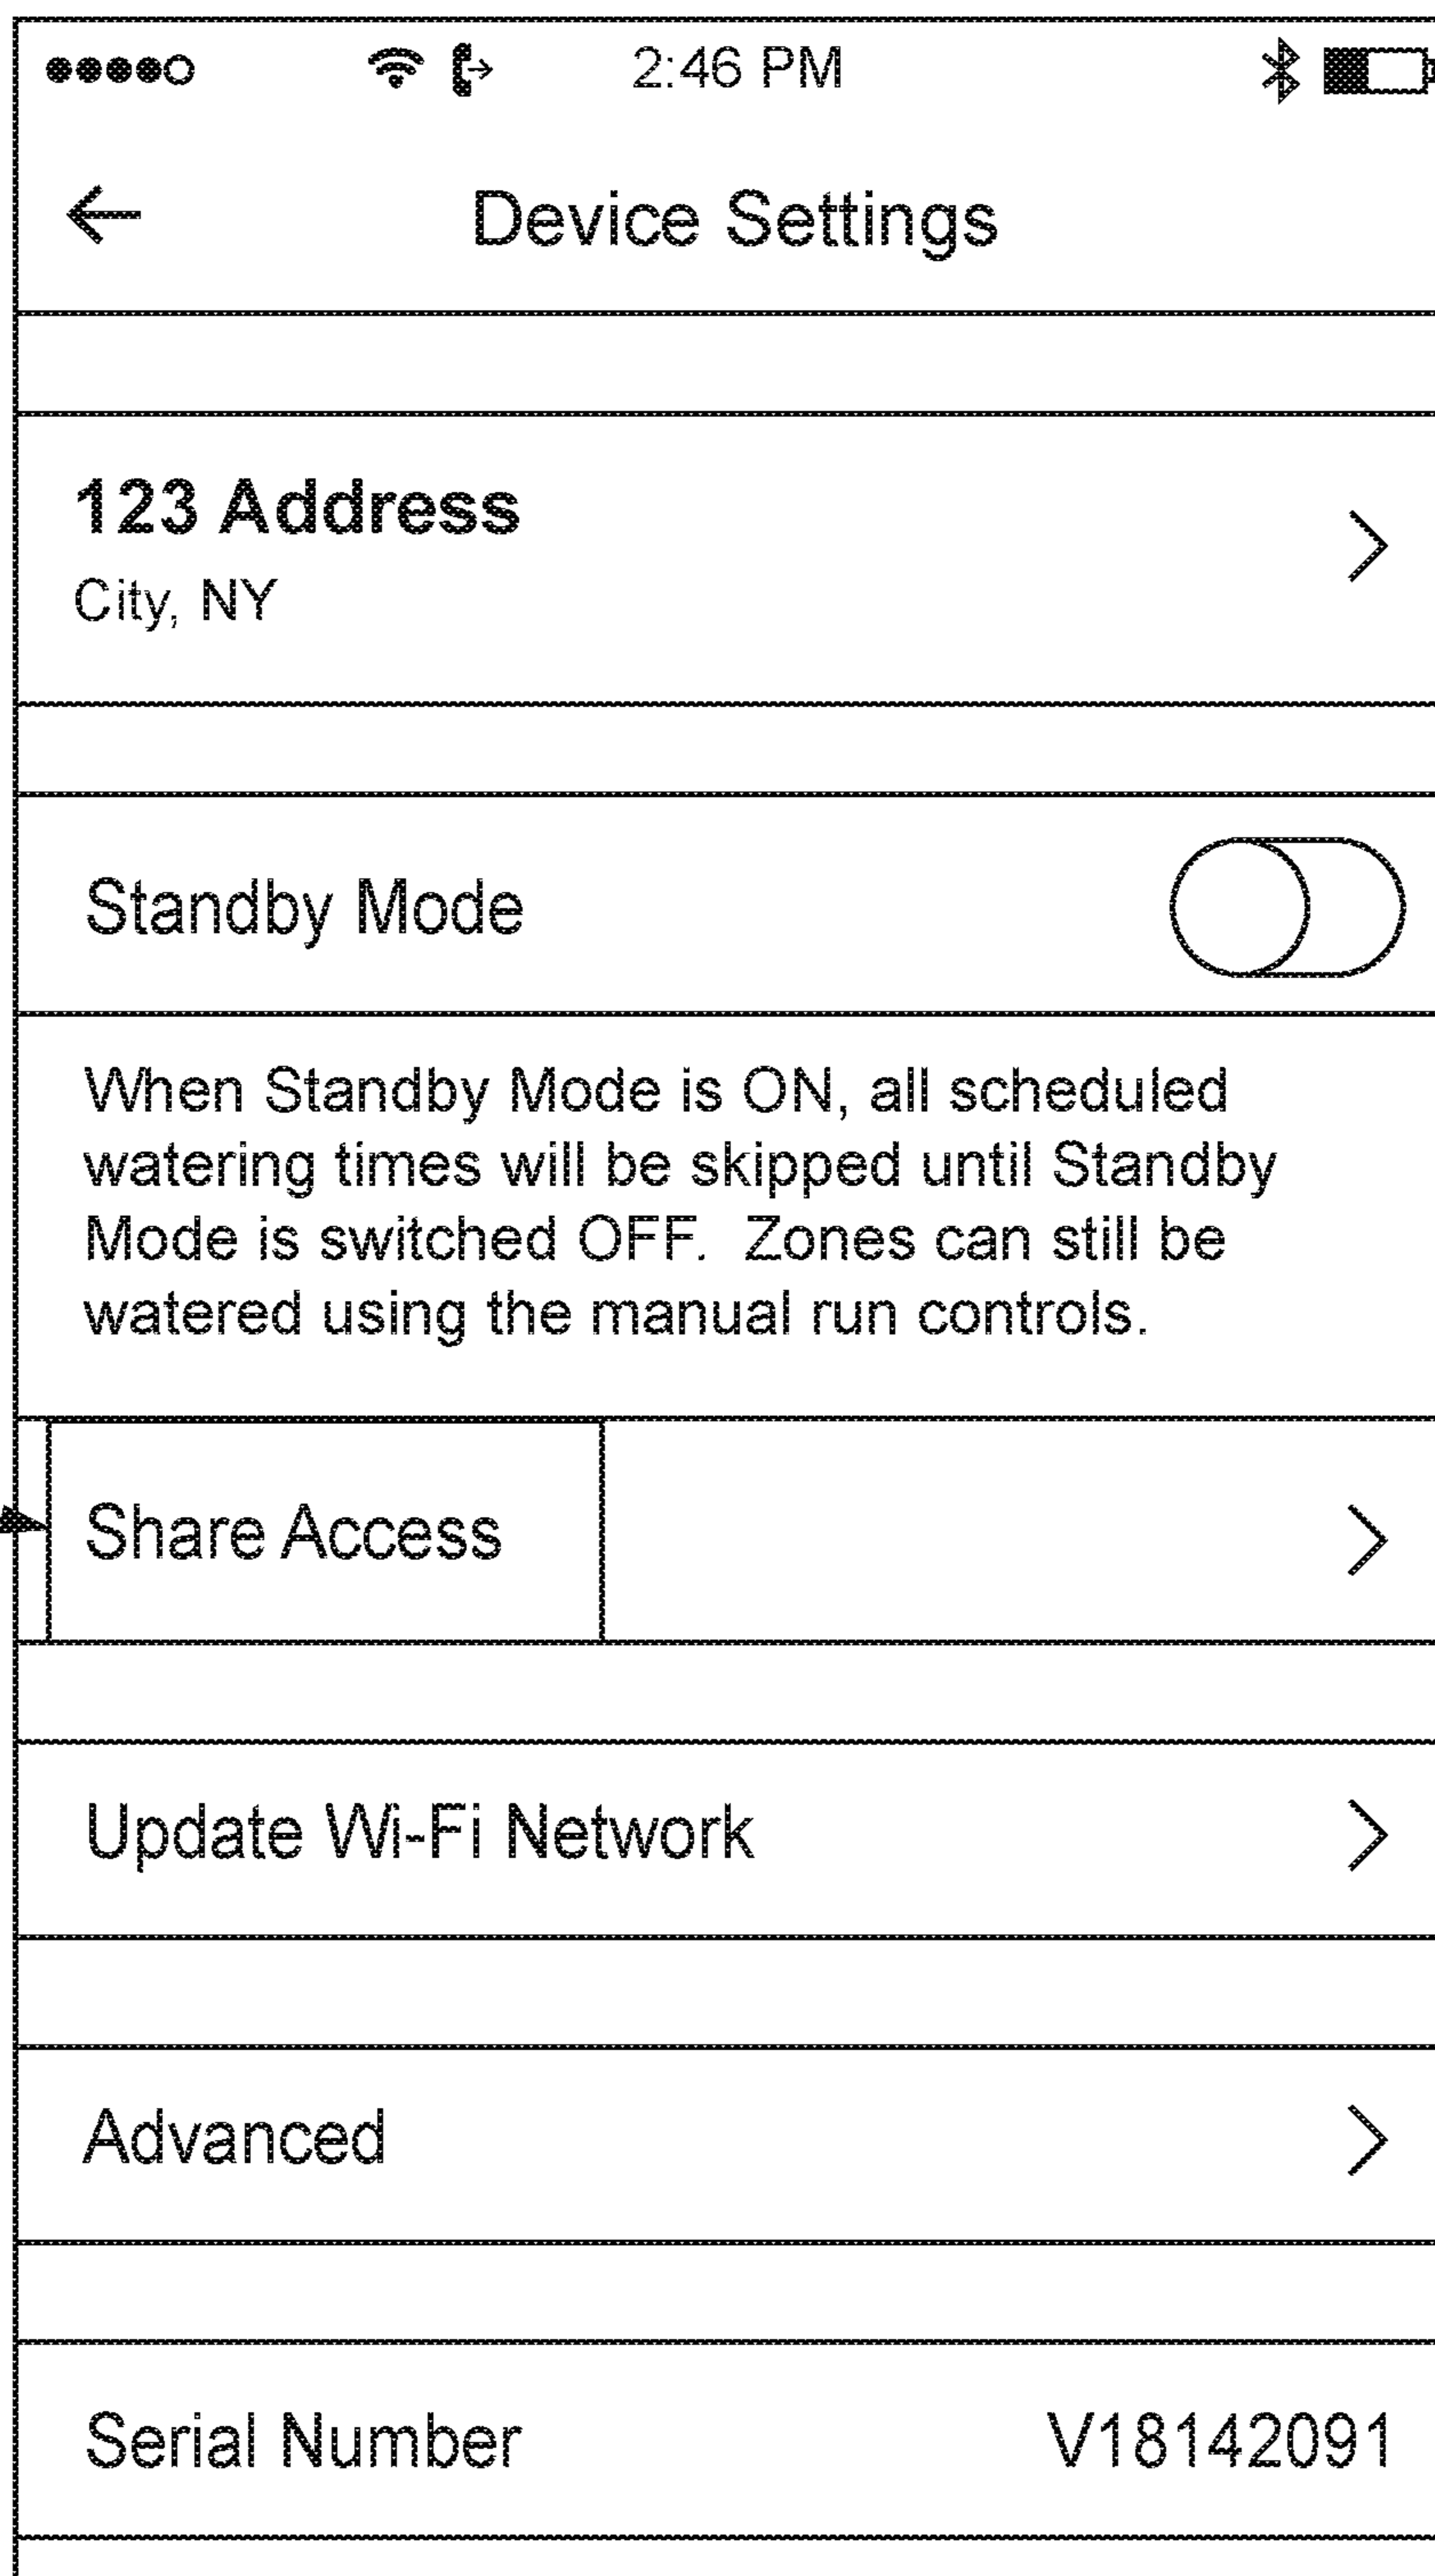 2:46 PM
Device Settings
123 Address
City, NY
Standby Mode
When Standby Mode is ON, all scheduled
watering times will be skipped until Standby
Mode is switched OFF.  Zones can still be
watered using the manual run controls.
Share Access
Update Wi-Fi Network
Advanced
Serial Number V18142091